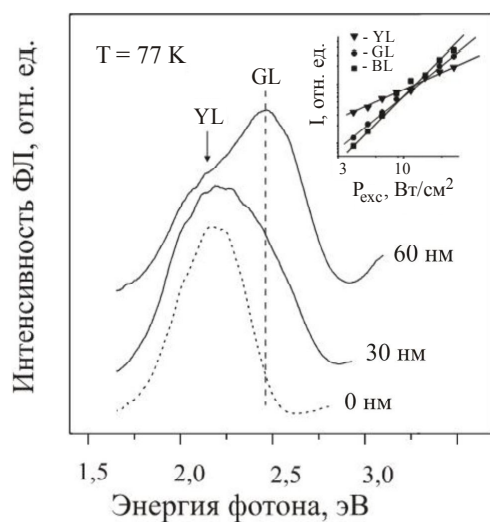 T = 77 K
YL
GL
▼ - YL
● - GL
■ - BL
I, отн. ед.
3
10
P_exc, Вт/см²
60 нм
30 нм
0 нм
Интенсивность ФЛ, отн. ед.
1,5
2,0
2,5
3,0
Энергия фотона, эВ